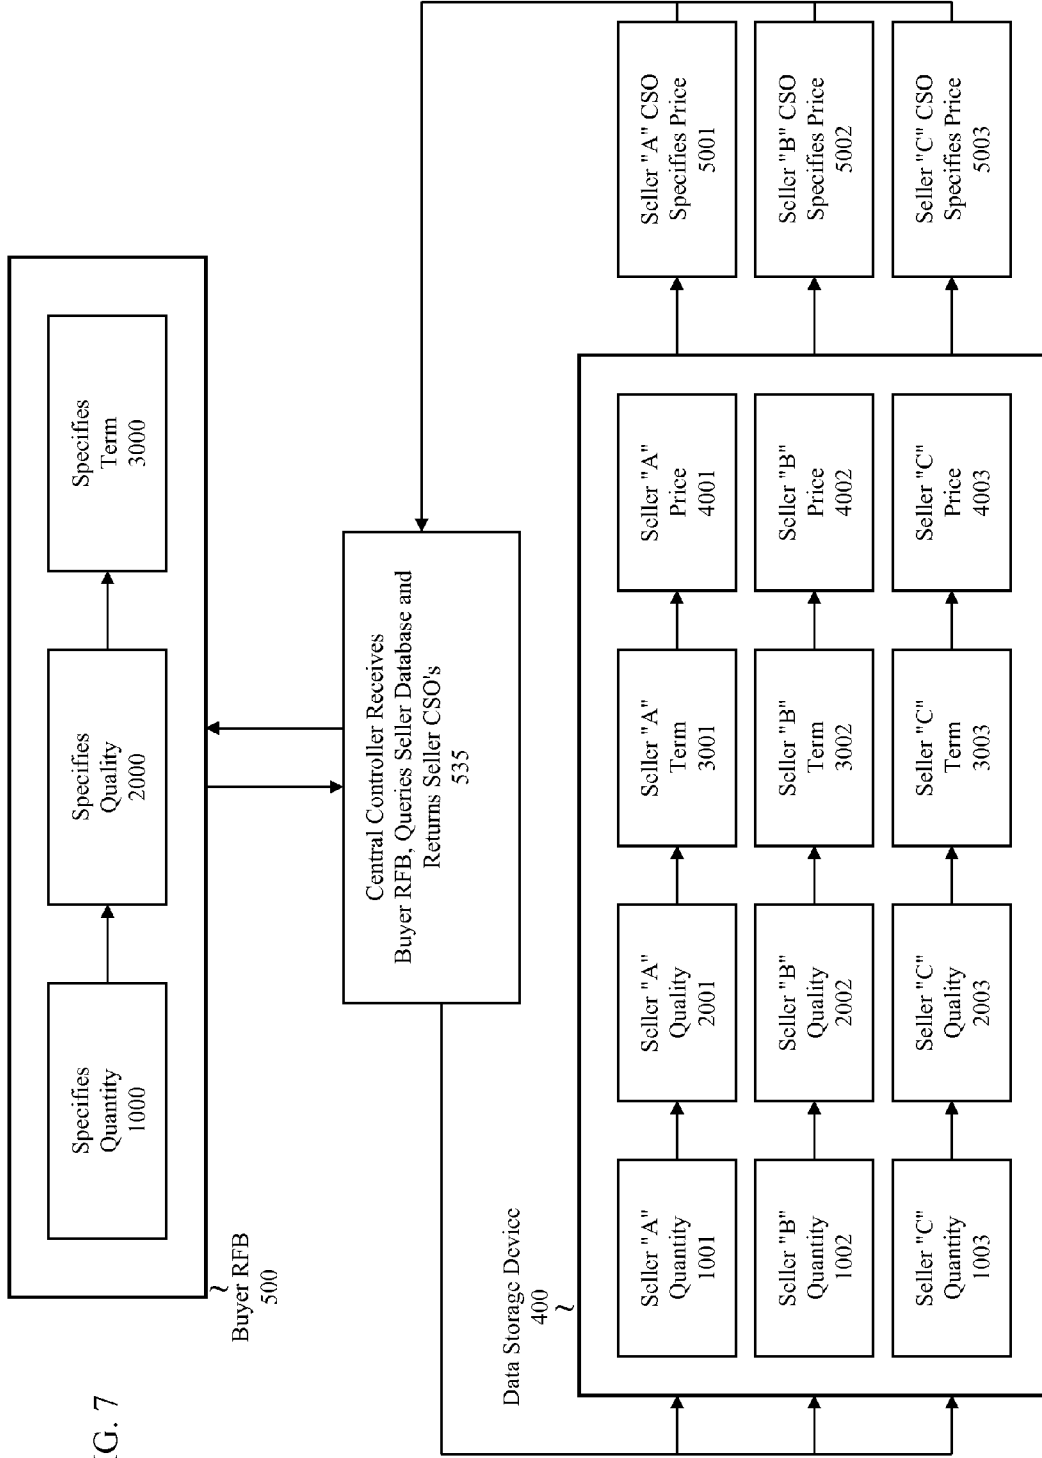 IG. 7
Buyer RFB
500
Specifies
Quantity
1000
Specifies
Quality
2000
Specifies
Term
3000
Central Controller Receives
Buyer RFB, Queries Seller Database and
Returns Seller CSO's
535
Data Storage Device
400
Seller "A"
Quantity
1001
Seller "A"
Quality
2001
Seller "A"
Term
3001
Seller "A"
Price
4001
Seller "A" CSO
Specifies Price
5001
Seller "B"
Quantity
1002
Seller "B"
Quality
2002
Seller "B"
Term
3002
Seller "B"
Price
4002
Seller "B" CSO
Specifies Price
5002
Seller "C"
Quantity
1003
Seller "C"
Quality
2003
Seller "C"
Term
3003
Seller "C"
Price
4003
Seller "C" CSO
Specifies Price
5003